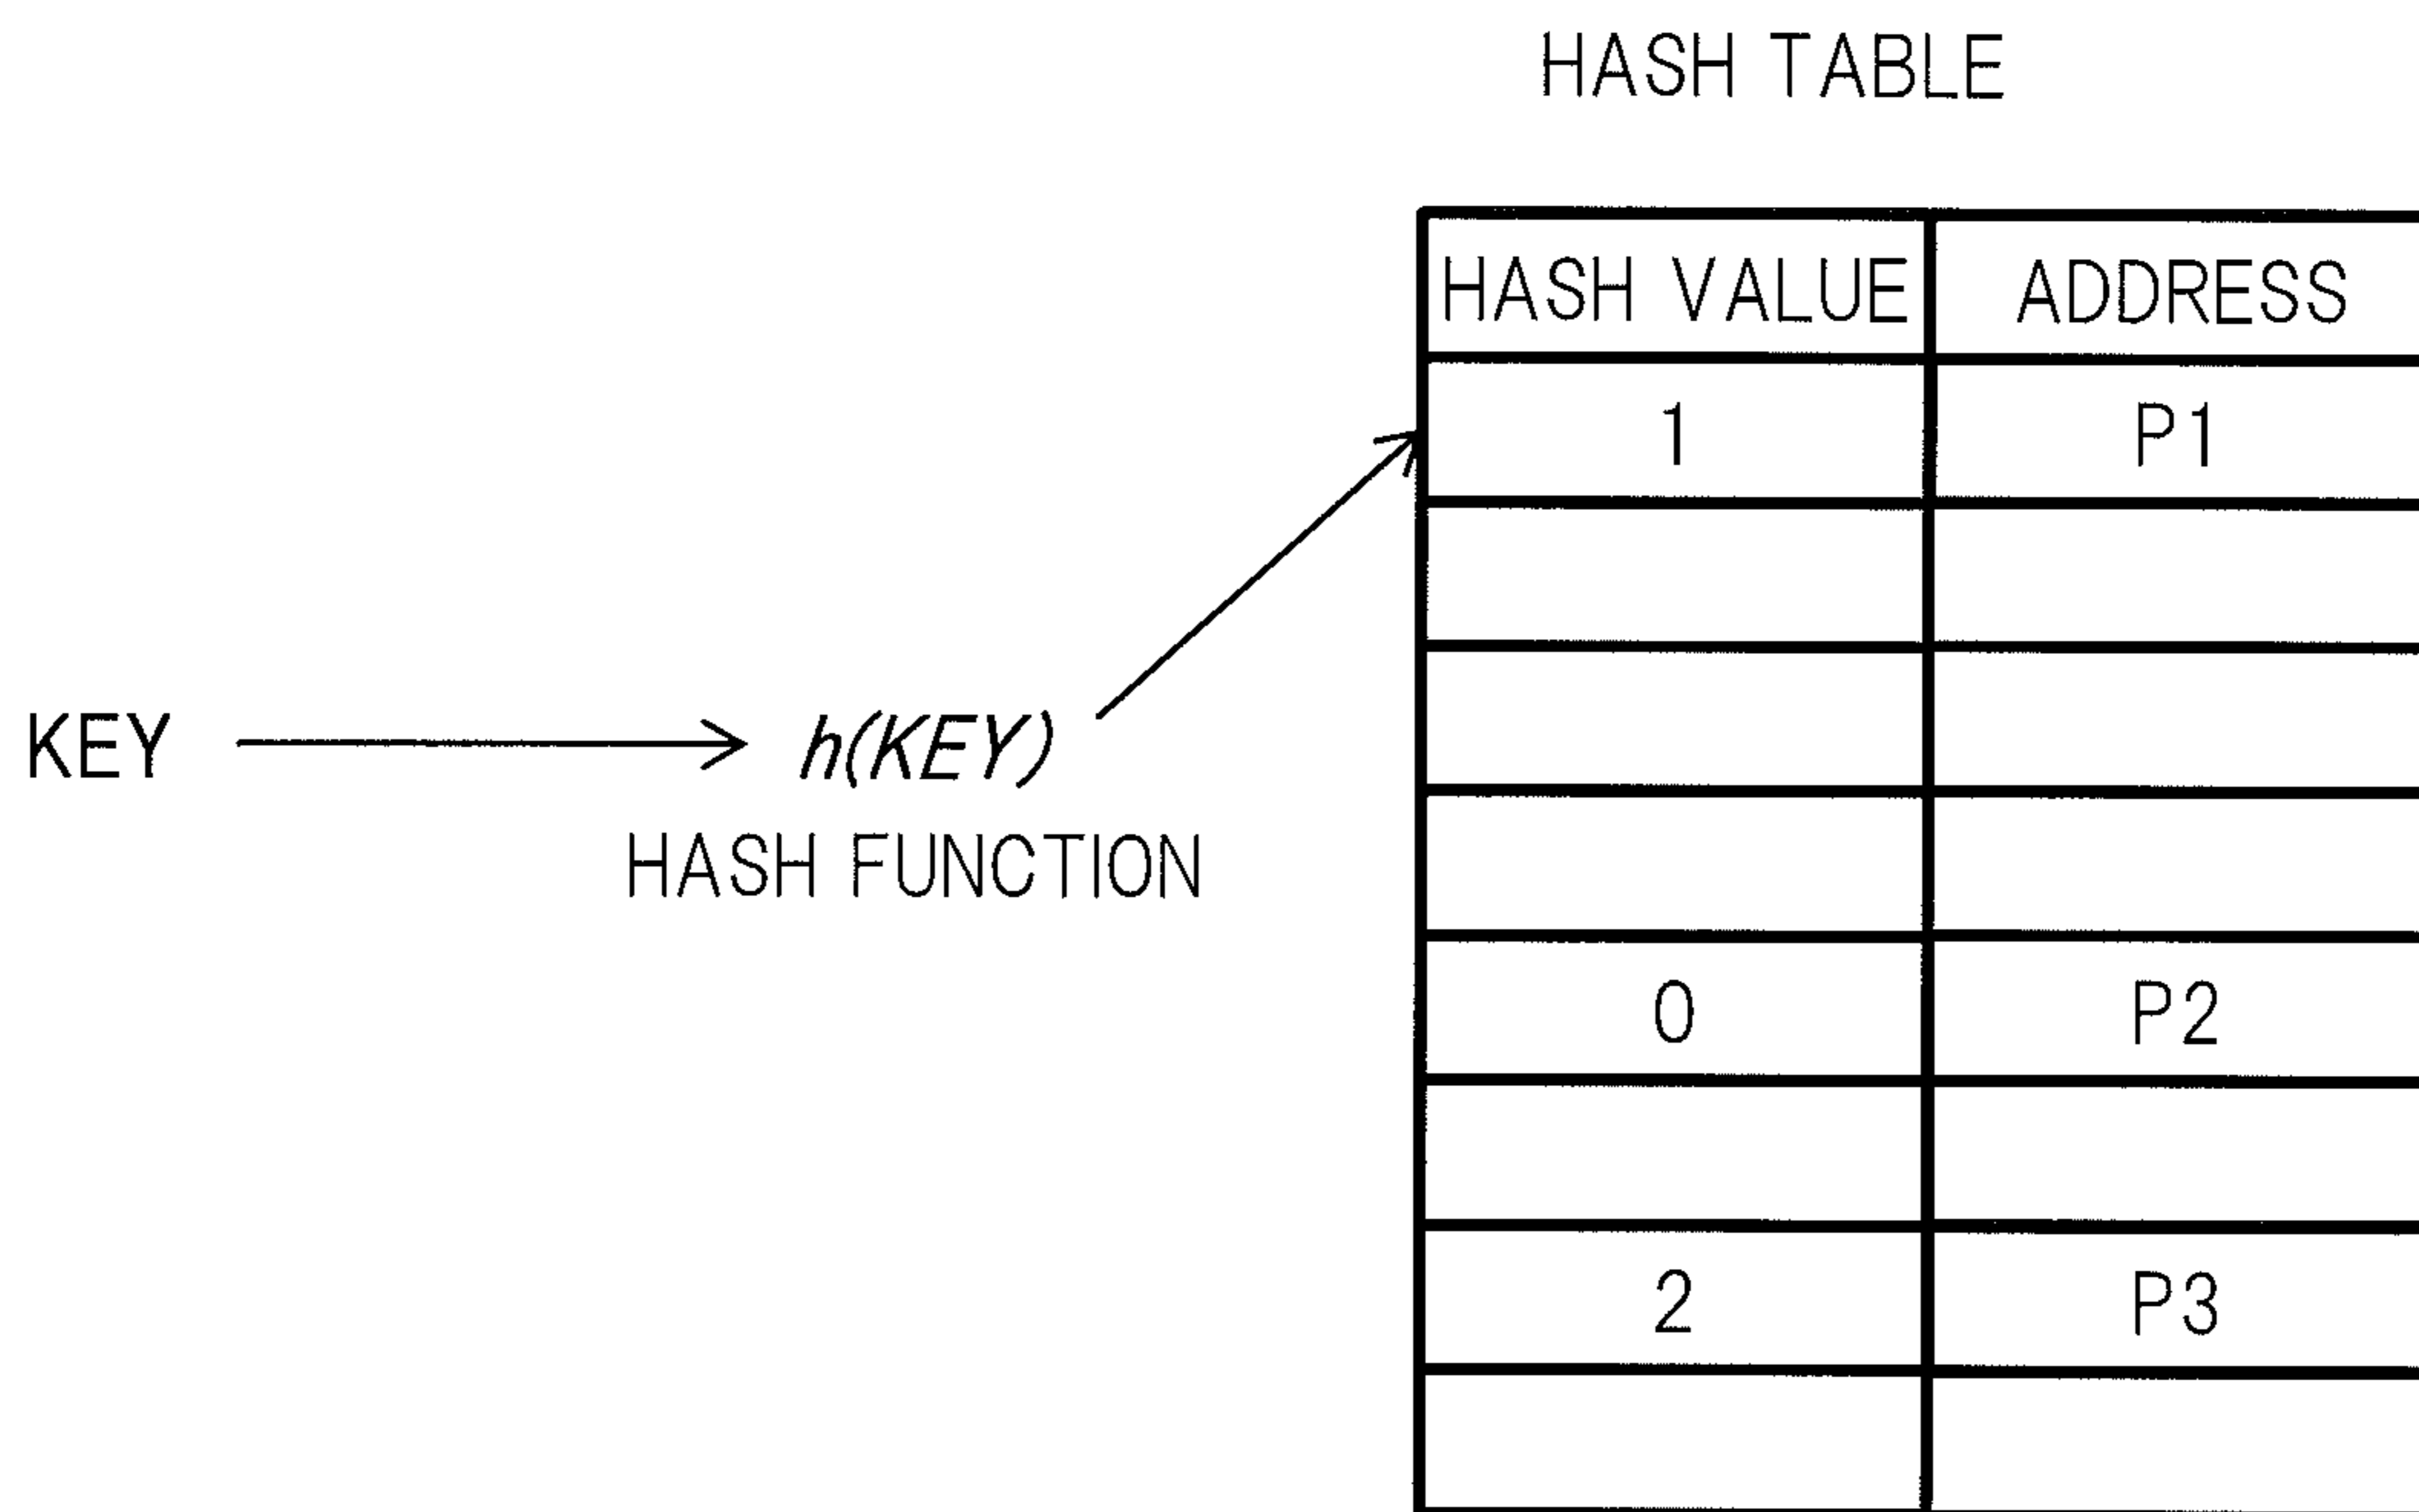 HASH TABLE
HASH VALUE ADDRESS
1 P1
KEY h(KEY)
HASH FUNCTION
0 P2
2 P3